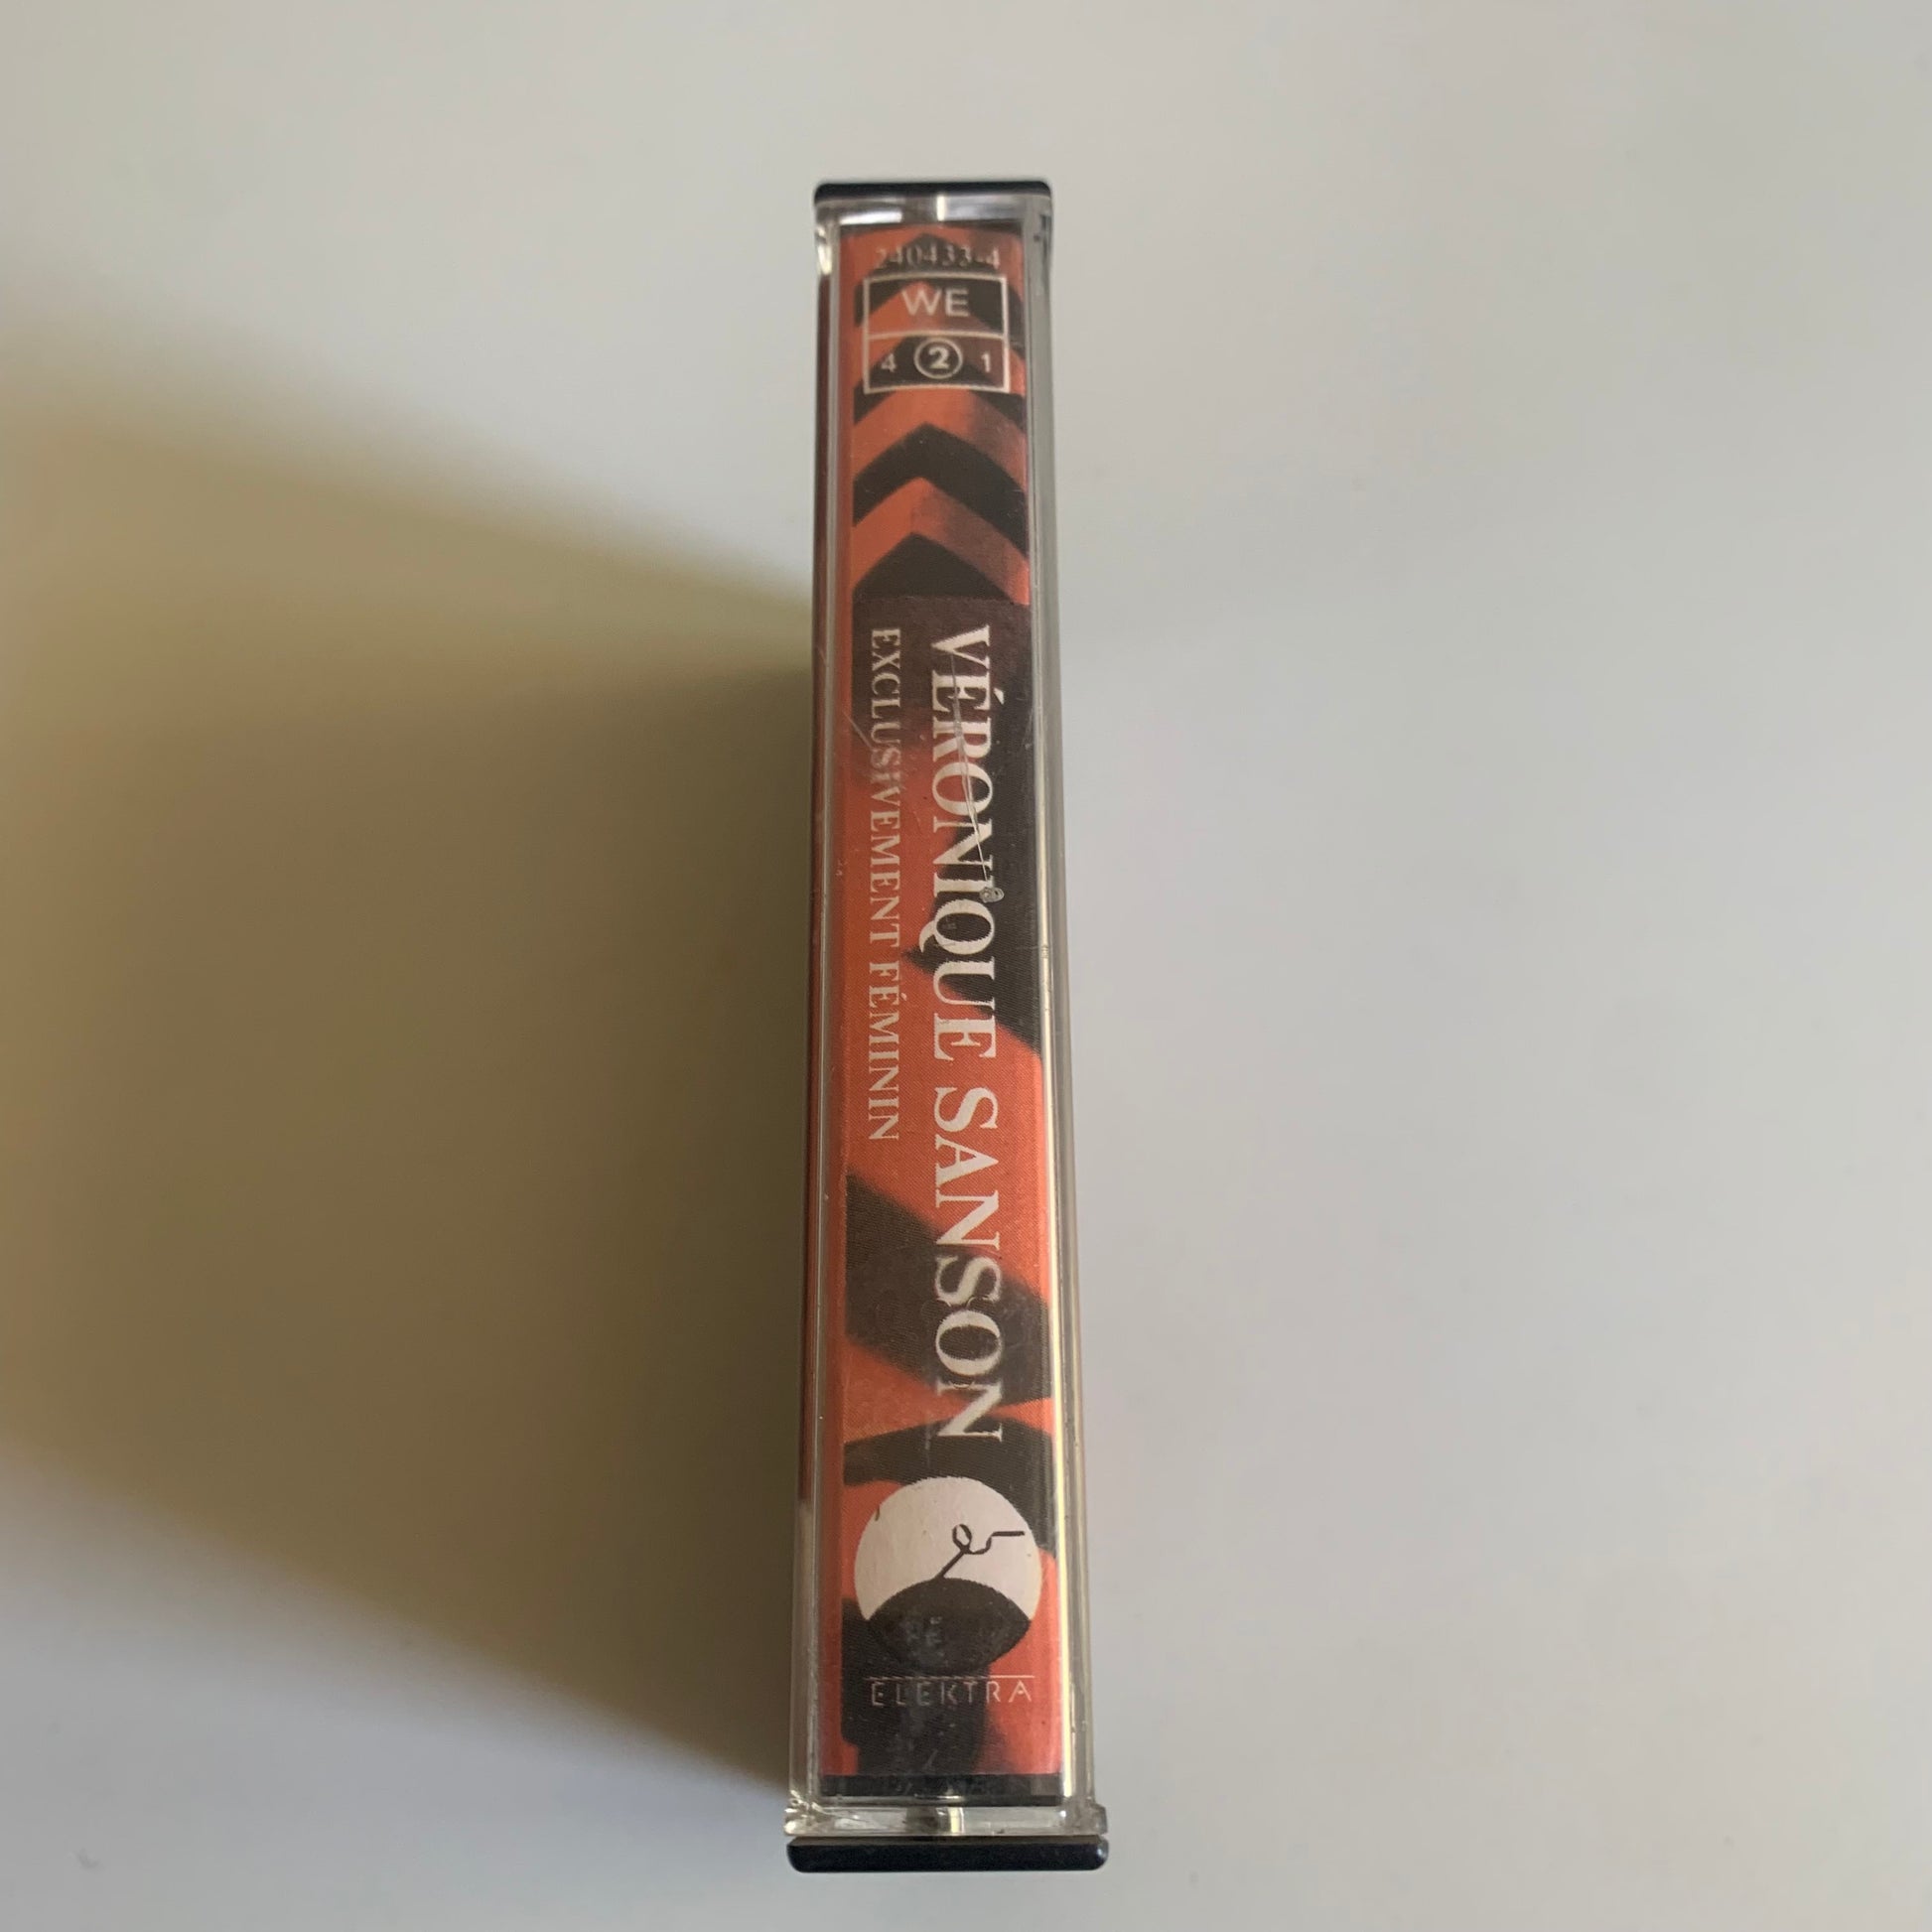 240433-4
WE
4 2 1
VÉRONIQUE SANSON
EXCLUSIVEMENT FÉMININ
ELEKTRA